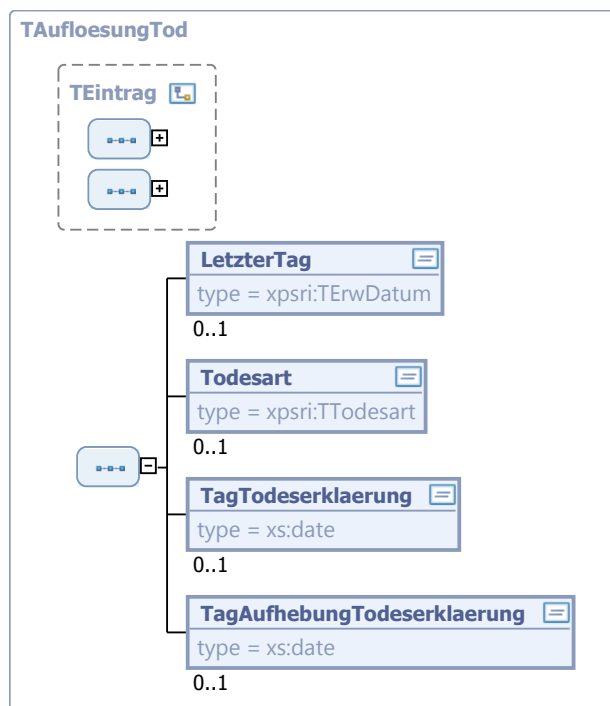 TAufloesungTod
TEintrag
LetzterTag
type = xpsri:TErwDatum
0..1
Todesart
type = xpsri:TTodesart
0..1
TagTodeserklaerung
type = xs:date
0..1
TagAufhebungTodeserklaerung
type = xs:date
0..1